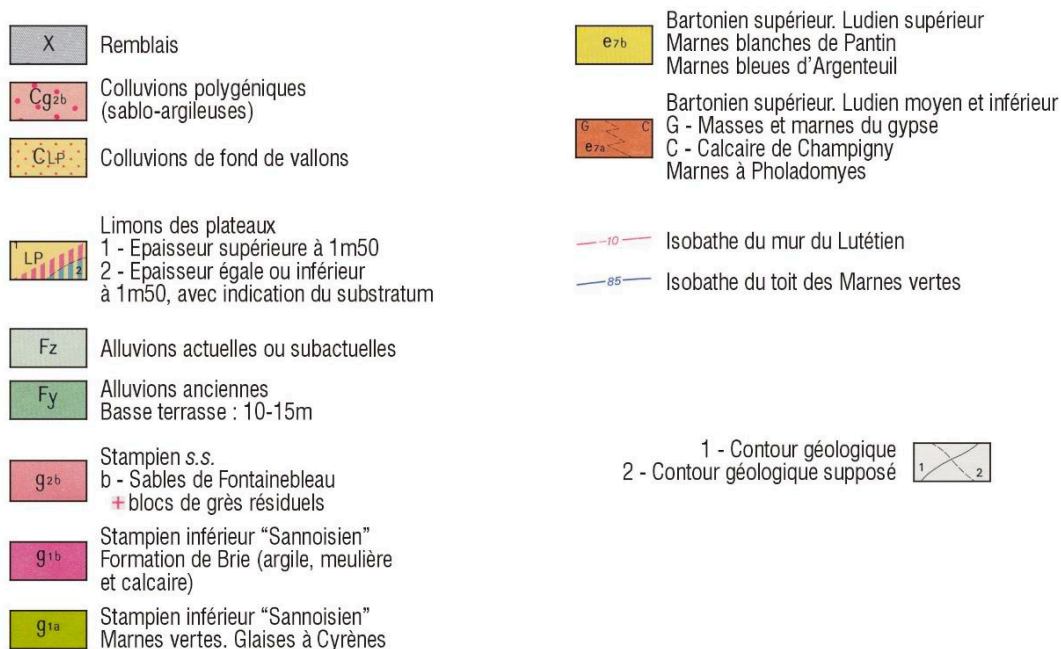 X
Remblais
Cg2b
Colluvions polygéniques
(sablo-argileuses)
CLP
Colluvions de fond de vallons
1
LP
2
Limons des plateaux
1 - Epaisseur supérieure à 1m50
2 - Epaisseur égale ou inférieur
à 1m50, avec indication du substratum
Fz
Alluvions actuelles ou subactuelles
Fy
Alluvions anciennes
Basse terrasse : 10-15m
g2b
Stampien s.s.
b - Sables de Fontainebleau
+ blocs de grès résiduels
g1b
Stampien inférieur “Sannoisien”
Formation de Brie (argile, meulière
et calcaire)
g1a
Stampien inférieur “Sannoisien”
Marnes vertes. Glaises à Cyrènes
e7b
Bartonien supérieur. Ludien supérieur
Marnes blanches de Pantin
Marnes bleues d’Argenteuil
G C
e7a
Bartonien supérieur. Ludien moyen et inférieur
G - Masses et marnes du gypse
C - Calcaire de Champigny
Marnes à Pholadomyes
-10
Isobathe du mur du Lutétien
85
Isobathe du toit des Marnes vertes
1 - Contour géologique
2 - Contour géologique supposé
1 2